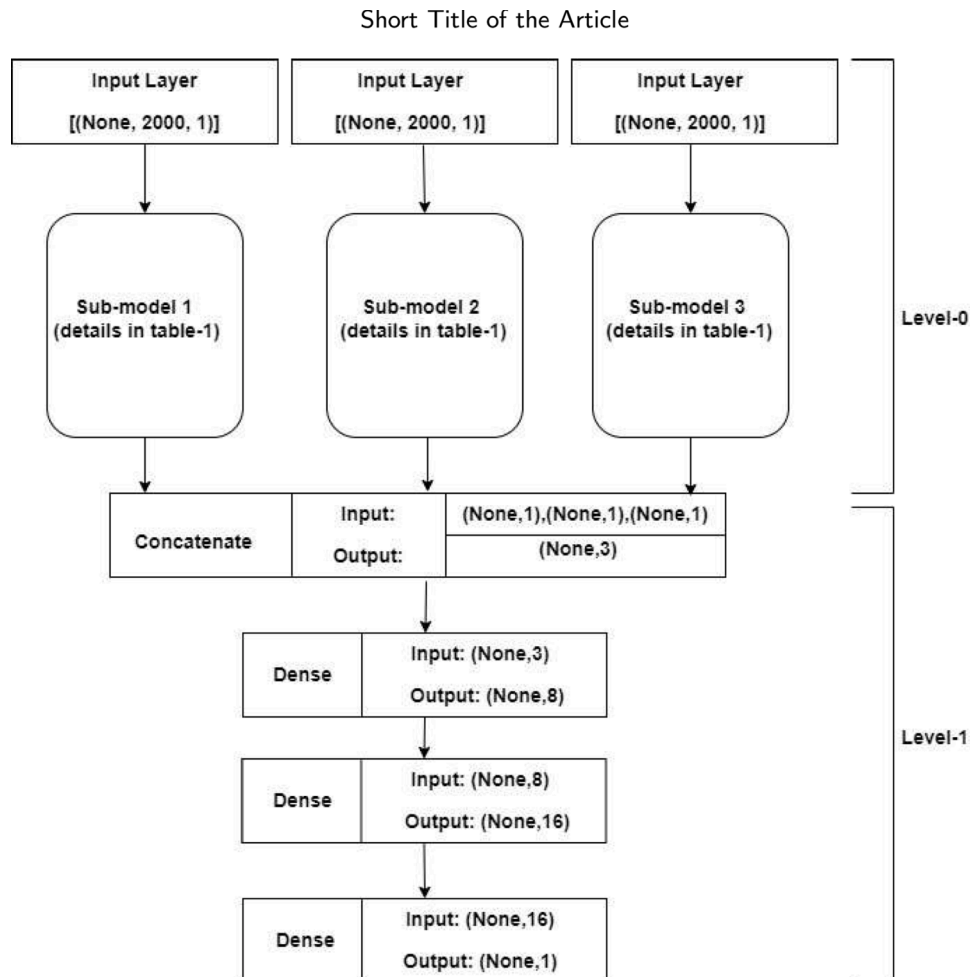 Short Title of the Article
Input Layer
[(None, 2000, 1)]
Input Layer
[(None, 2000, 1)]
Input Layer
[(None, 2000, 1)]
Sub-model 1
(details in table-1)
Sub-model 2
(details in table-1)
Sub-model 3
(details in table-1)
Level-0
Concatenate
Input:
(None,1),(None,1),(None,1)
Output:
(None,3)
Dense
Input: (None,3)
Output: (None,8)
Level-1
Dense
Input: (None,8)
Output: (None,16)
Dense
Input: (None,16)
Output: (None,1)